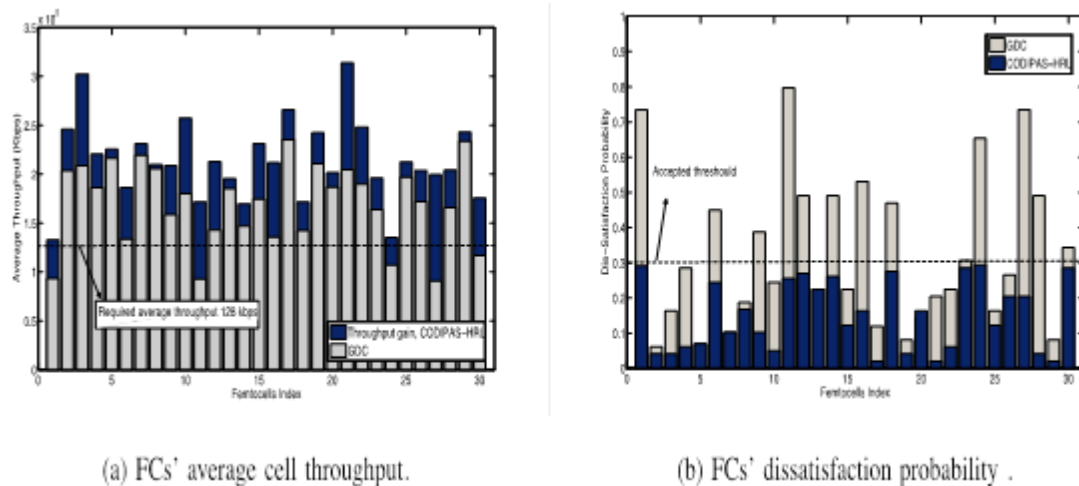 3.5
3
2.5
2
1.5
1
0.5
0
0 5 10 15 20 25 30
Average Throughput (Kbps)
Femtocells Index
Required average throughput 128 kbps
Throughput gain, CODIPAS-HRL
GDC
(a) FCs' average cell throughput.
1
0.9
0.8
0.7
0.6
0.5
0.4
0.3
0.2
0.1
0
0 5 10 15 20 25 30
Dis-Satisfaction Probability
Femtocells Index
Accepted threshould
GDC
CODIPAS-HRL
(b) FCs' dissatisfaction probability .